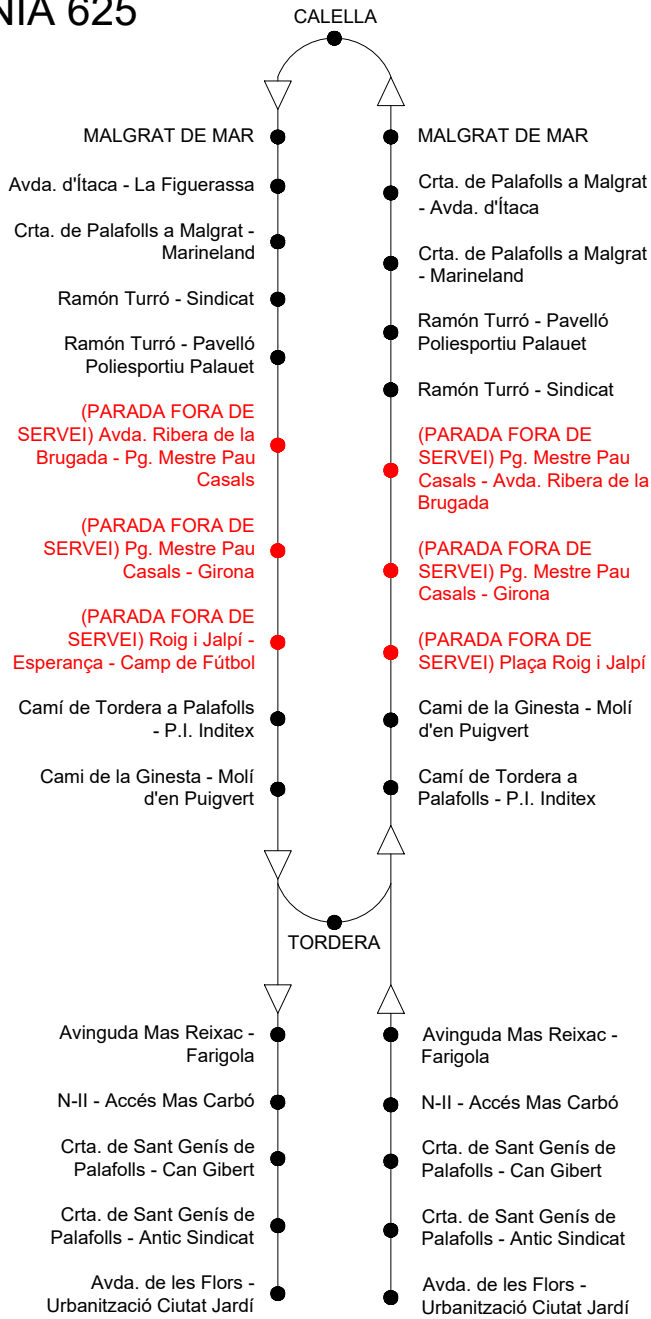 NIA 625
CALELLA
MALGRAT DE MAR
Avda. d'Ítaca - La Figuerassa
Crta. de Palafolls a Malgrat -
Marineland
Ramón Turró - Sindicat
Ramón Turró - Pavelló
Poliesportiu Palauet
(PARADA FORA DE
SERVEI) Avda. Ribera de la
Brugada - Pg. Mestre Pau
Casals
(PARADA FORA DE
SERVEI) Pg. Mestre Pau
Casals - Girona
(PARADA FORA DE
SERVEI) Roig i Jalpí -
Esperança - Camp de Fútbol
Camí de Tordera a Palafolls
- P.I. Inditex
Cami de la Ginesta - Molí
d'en Puigvert
MALGRAT DE MAR
Crta. de Palafolls a Malgrat
- Avda. d'Ítaca
Crta. de Palafolls a Malgrat
- Marineland
Ramón Turró - Pavelló
Poliesportiu Palauet
Ramón Turró - Sindicat
(PARADA FORA DE
SERVEI) Pg. Mestre Pau
Casals - Avda. Ribera de la
Brugada
(PARADA FORA DE
SERVEI) Pg. Mestre Pau
Casals - Girona
(PARADA FORA DE
SERVEI) Plaça Roig i Jalpí
Cami de la Ginesta - Molí
d'en Puigvert
Camí de Tordera a
Palafolls - P.I. Inditex
TORDERA
Avinguda Mas Reixac -
Farigola
N-II - Accés Mas Carbó
Crta. de Sant Genís de
Palafolls - Can Gibert
Crta. de Sant Genís de
Palafolls - Antic Sindicat
Avda. de les Flors -
Urbanització Ciutat Jardí
Avinguda Mas Reixac -
Farigola
N-II - Accés Mas Carbó
Crta. de Sant Genís de
Palafolls - Can Gibert
Crta. de Sant Genís de
Palafolls - Antic Sindicat
Avda. de les Flors -
Urbanització Ciutat Jardí